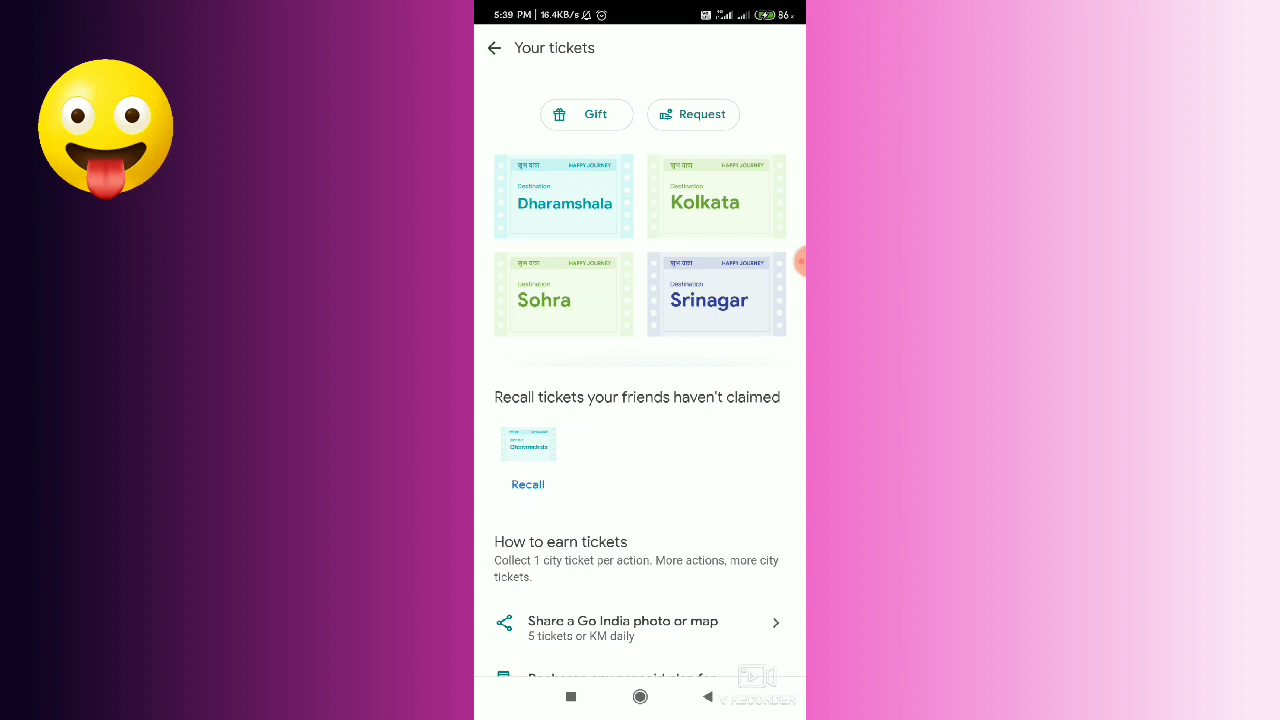 5:39 PM | 16.4KB/s 86
Your tickets
Gift Request
शुभ यात्रा HAPPY JOURNEY
Destination
Dharamshala
शुभ यात्रा HAPPY JOURNEY
Destination
Kolkata
शुभ यात्रा HAPPY JOURNEY
Destination
Sohra
शुभ यात्रा HAPPY JOURNEY
Destination
Srinagar
Recall tickets your friends haven't claimed
Dharamshala
Recall
How to earn tickets
Collect 1 city ticket per action. More actions, more city
tickets.
Share a Go India photo or map
5 tickets or KM daily
V RECORDER